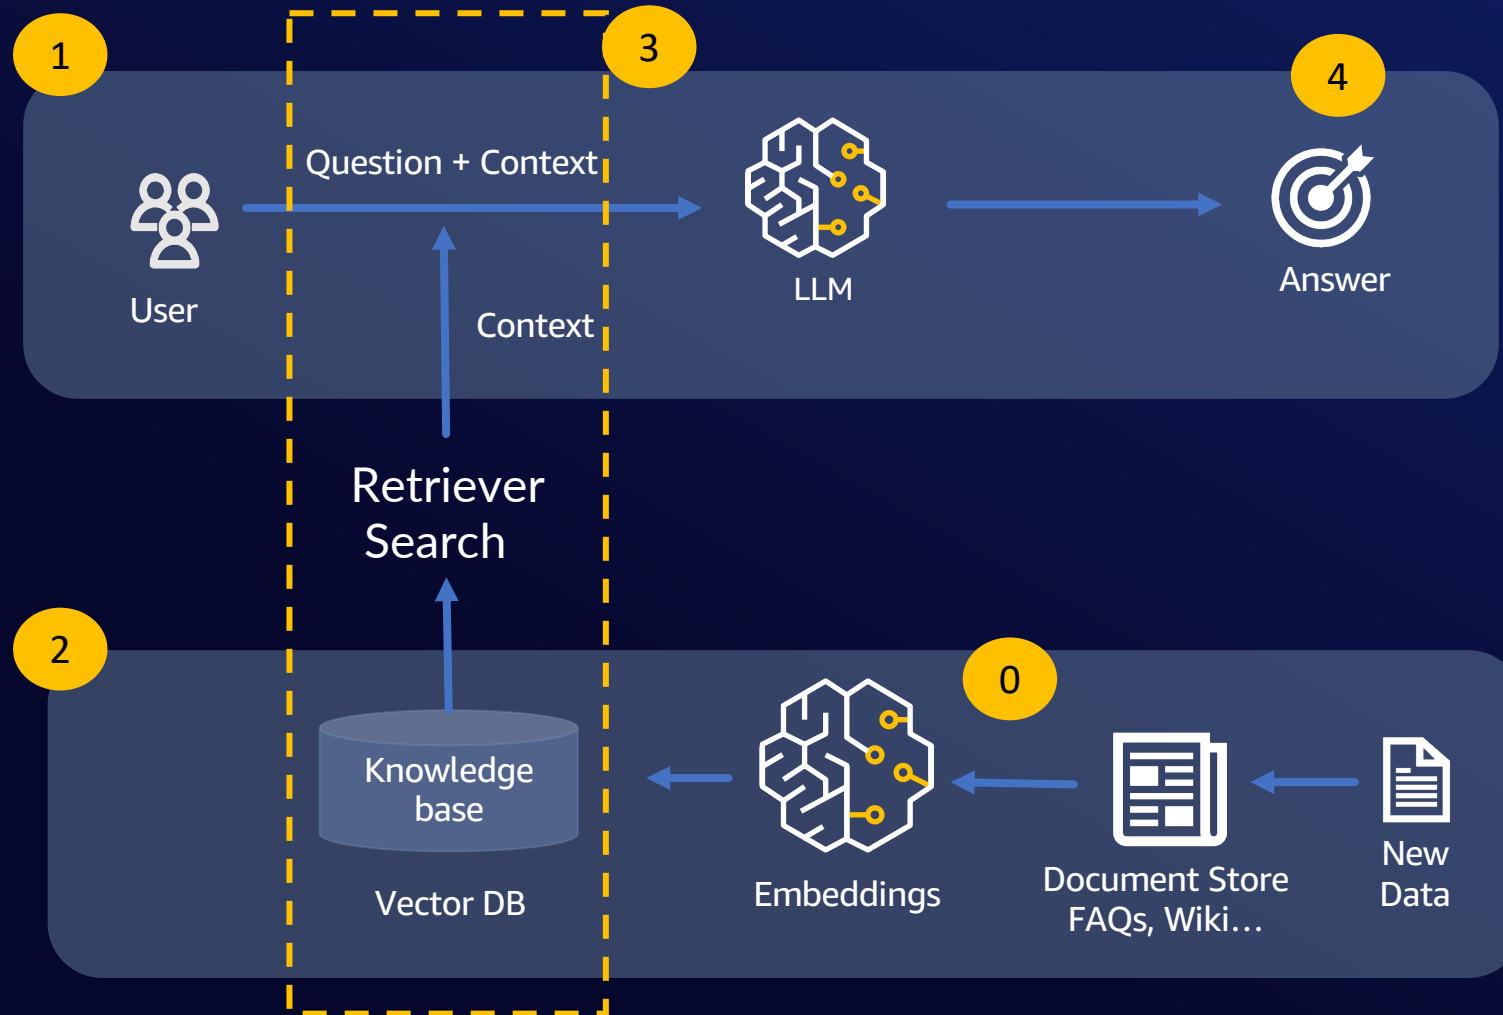 1
3
4
Question + Context
User
Context
LLM
Answer
Retriever
Search
2
0
Knowledge
base
Vector DB
Embeddings
Document Store
FAQs, Wiki…
New
Data